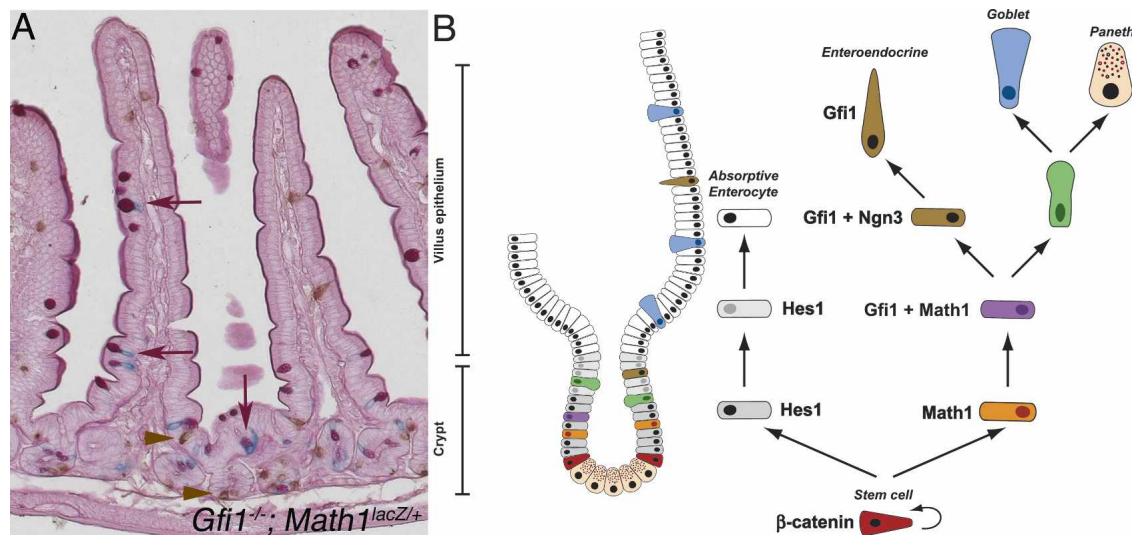 A
Gfi1-/-; Math1lacZ/+
B
Villus epithelium
Crypt
Goblet
Paneth
Enteroendocrine
Gfi1
Absorptive
Enterocyte
Gfi1 + Ngn3
Hes1
Gfi1 + Math1
Hes1
Math1
Stem cell
β-catenin